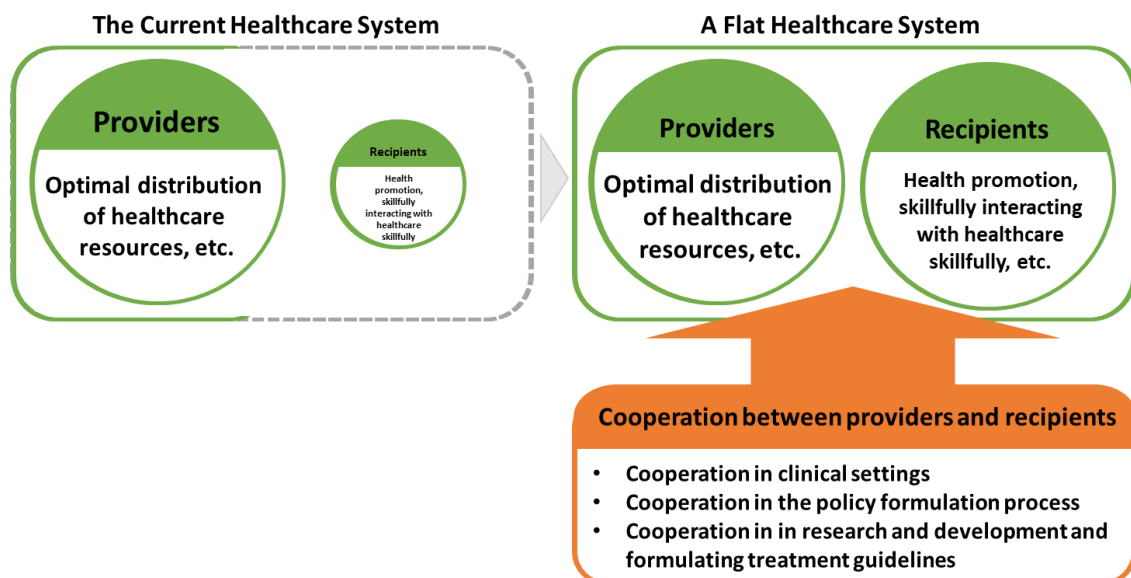 The Current Healthcare System
Providers
Optimal distribution
of healthcare
resources, etc.
Recipients
Health
promotion,
skillfully
interacting with
healthcare
skillfully
A Flat Healthcare System
Providers
Optimal distribution
of healthcare
resources, etc.
Recipients
Health promotion,
skillfully interacting
with healthcare
skillfully, etc.
Cooperation between providers and recipients
• Cooperation in clinical settings
• Cooperation in the policy formulation process
• Cooperation in in research and development and
formulating treatment guidelines